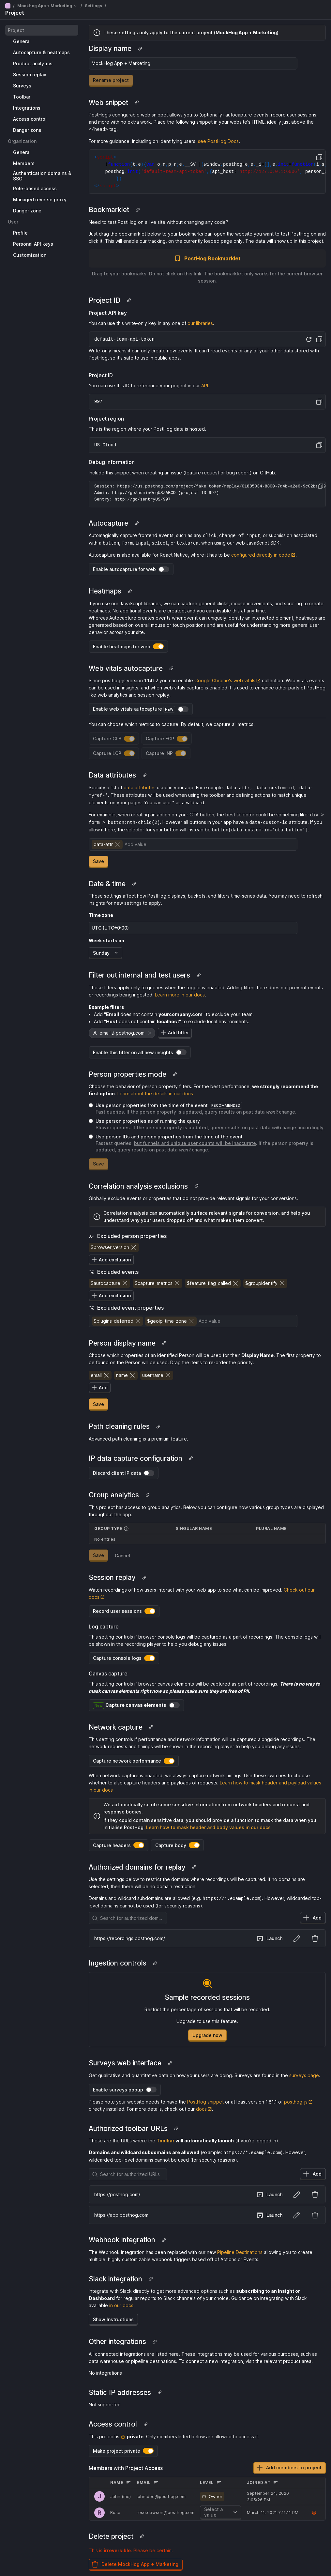 MockHog App + Marketing / Settings /
Project
Project
General
Autocapture & heatmaps
Product analytics
Session replay
Surveys
Toolbar
Integrations
Access control
Danger zone
Organization
General
Members
Authentication domains &
SSO
Role-based access
Managed reverse proxy
Danger zone
User
Profile
Personal API keys
Customization
These settings only apply to the current project (MockHog App + Marketing).
Display name
MockHog App + Marketing
Rename project
Web snippet
PostHog's configurable web snippet allows you to (optionally) autocapture events, record user sessions,
and more with no extra work. Place the following snippet in your website's HTML, ideally just above the
</head> tag.
For more guidance, including on identifying users, see PostHog Docs.
Bookmarklet
Need to test PostHog on a live site without changing any code?
Just drag the bookmarklet below to your bookmarks bar, open the website you want to test PostHog on and
click it. This will enable our tracking, on the currently loaded page only. The data will show up in this project.
PostHog Bookmarklet
Drag to your bookmarks. Do not click on this link. The bookmarklet only works for the current browser
session
Project ID
Project API key
You can use this write-only key in any one of our libraries.
default-team-api-token
Write-only means it can only create new events. It can't read events or any of your other data stored with
PostHog, so it's safe to use in public apps.
Project ID
You can use this ID to reference your project in our API.
997
Project region
This is the region where your PostHog data is hosted.
US Cloud
Debug information
Include this snippet when creating an issue (feature request or bug report) on GitHub.
Admin: http://go/adminOrgUS/ABCD (project ID 997)
Sentry: http://go/sentryUS/997
Autocapture
Automatically capture frontend events, such as any click, change of input, or submission associated
with a button, form, input, select, or textarea, when using our web JavaScript SDK.
Autocapture is also available for React Native, where it has to be configured directly in code.
Enable autocapture for web
Heatmaps
If you use our JavaScript libraries, we can capture general clicks, mouse movements, and scrolling to create
heatmaps. No additional events are created, and you can disable this at any time.
Whereas Autocapture creates events whenever it can uniquely identify an interacted element, heatmaps are
generated based on overall mouse movements or touches and are useful for understanding more general user
behavior across your site.
Enable heatmaps for web
Web vitals autocapture
Since posthog-js version 1.141.2 you can enable Google Chrome's web vitals collection. Web vitals events
can be used in insights, and when web vitals capture is enabled it is used to enhance other parts of PostHog
like web analytics and session replay.
Enable web vitals autocapture NEW
You can choose which metrics to capture. By default, we capture all metrics.
Capture CLS
Capture FCP
Capture LCP
Capture INP
Data attributes
Specify a list of data attributes used in your app. For example: data-attr, data-custom-id, data-
myref-*. These attributes will be used when using the toolbar and defining actions to match unique
elements on your pages. You can use * as a wildcard.
For example, when creating an action on your CTA button, the best selector could be something like: div >
form > button:nth-child(2). However all buttons in your app have a data-custom-id attribute. If you
allow it here, the selector for your button will instead be button[data-custom-id='cta-button'].
data-attr Add value
Save
Date & time
These settings affect how PostHog displays, buckets, and filters time-series data. You may need to refresh
insights for new settings to apply.
Time zone
UTC (UTC±0:00)
Week starts on
Sunday
Filter out internal and test users
These filters apply only to queries when the toggle is enabled. Adding filters here does not prevent events
or recordings being ingested. Learn more in our docs.
Example filters
• Add "Email does not contain yourcompany.com" to exclude your team.
• Add "Host does not contain localhost" to exclude local environments.
email ∌ posthog.com
Add filter
Enable this filter on all new insights
Person properties mode
Choose the behavior of person property filters. For the best performance, we strongly recommend the
first option. Learn about the details in our docs.
Use person properties from the time of the event RECOMMENDED
Fast queries. If the person property is updated, query results on past data won't change.
Use person properties as of running the query
Slower queries. If the person property is updated, query results on past data will change accordingly.
Use person IDs and person properties from the time of the event
Fastest queries, but funnels and unique user counts will be inaccurate. If the person property is
updated, query results on past data won't change.
Save
Correlation analysis exclusions
Globally exclude events or properties that do not provide relevant signals for your conversions.
Correlation analysis can automatically surface relevant signals for conversion, and help you
understand why your users dropped off and what makes them convert.
Excluded person properties
$browser_version
Add exclusion
Excluded events
$autocapture $capture_metrics $feature_flag_called $groupidentify
Add exclusion
Excluded event properties
$plugins_deferred $geoip_time_zone Add value
Person display name
Choose which properties of an identified Person will be used for their Display Name. The first property to
be found on the Person will be used. Drag the items to re-order the priority.
email name username
Add
Save
Path cleaning rules
Advanced path cleaning is a premium feature.
IP data capture configuration
Discard client IP data
Group analytics
This project has access to group analytics. Below you can configure how various group types are displayed
throughout the app.
GROUP TYPE SINGULAR NAME PLURAL NAME
No entries
Save Cancel
Session replay
Watch recordings of how users interact with your web app to see what can be improved. Check out our
docs
Record user sessions
Log capture
This setting controls if browser console logs will be captured as a part of recordings. The console logs will
be shown in the recording player to help you debug any issues.
Capture console logs
Canvas capture
This setting controls if browser canvas elements will be captured as part of recordings. There is no way to
mask canvas elements right now so please make sure they are free of PII.
Capture canvas elements
Network capture
This setting controls if performance and network information will be captured alongside recordings. The
network requests and timings will be shown in the recording player to help you debug any issues.
Capture network performance
When network capture is enabled, we always capture network timings. Use these switches to choose
whether to also capture headers and payloads of requests. Learn how to mask header and payload values
in our docs
We automatically scrub some sensitive information from network headers and request and
response bodies.
If they could contain sensitive data, you should provide a function to mask the data when you
initialise PostHog. Learn how to mask header and body values in our docs
Capture headers
Capture body
Authorized domains for replay
Use the settings below to restrict the domains where recordings will be captured. If no domains are
selected, then there will be no domain restriction.
Domains and wildcard subdomains are allowed (e.g. https://*.example.com). However, wildcarded top-
level domains cannot be used (for security reasons).
Search for authorized dom...
Add
https://recordings.posthog.com/ Launch
Ingestion controls
Sample recorded sessions
Restrict the percentage of sessions that will be recorded.
Upgrade to use this feature.
Upgrade now
Surveys web interface
Get qualitative and quantitative data on how your users are doing. Surveys are found in the surveys page.
Enable surveys popup
Please note your website needs to have the PostHog snippet or at least version 1.81.1 of posthog-js
directly installed. For more details, check out our docs.
Authorized toolbar URLs
These are the URLs where the Toolbar will automatically launch (if you're logged in).
Domains and wildcard subdomains are allowed (example: https://*.example.com). However,
wildcarded top-level domains cannot be used (for security reasons).
Search for authorized URLs
Add
https://posthog.com/ Launch
https://app.posthog.com Launch
Webhook integration
The Webhook integration has been replaced with our new Pipeline Destinations allowing you to create
multiple, highly customizable webhook triggers based off of Actions or Events.
Slack integration
Integrate with Slack directly to get more advanced options such as subscribing to an Insight or
Dashboard for regular reports to Slack channels of your choice. Guidance on integrating with Slack
available in our docs.
Show Instructions
Other integrations
All connected integrations are listed here. These integrations may be used for various purposes, such as
data warehouse or pipeline destinations. To connect a new integration, visit the relevant product area.
No integrations
Static IP addresses
Not supported
Access control
This project is private. Only members listed below are allowed to access it.
Make project private
Members with Project Access
Add members to project
NAME EMAIL LEVEL JOINED AT
J John (me) john.doe@posthog.com Owner September 24, 2020
R Rose rose.dawson@posthog.com Select a
value March 11, 2021 7:11:11 PM
Delete project
This is irreversible. Please be certain.
Delete MockHog App + Marketing